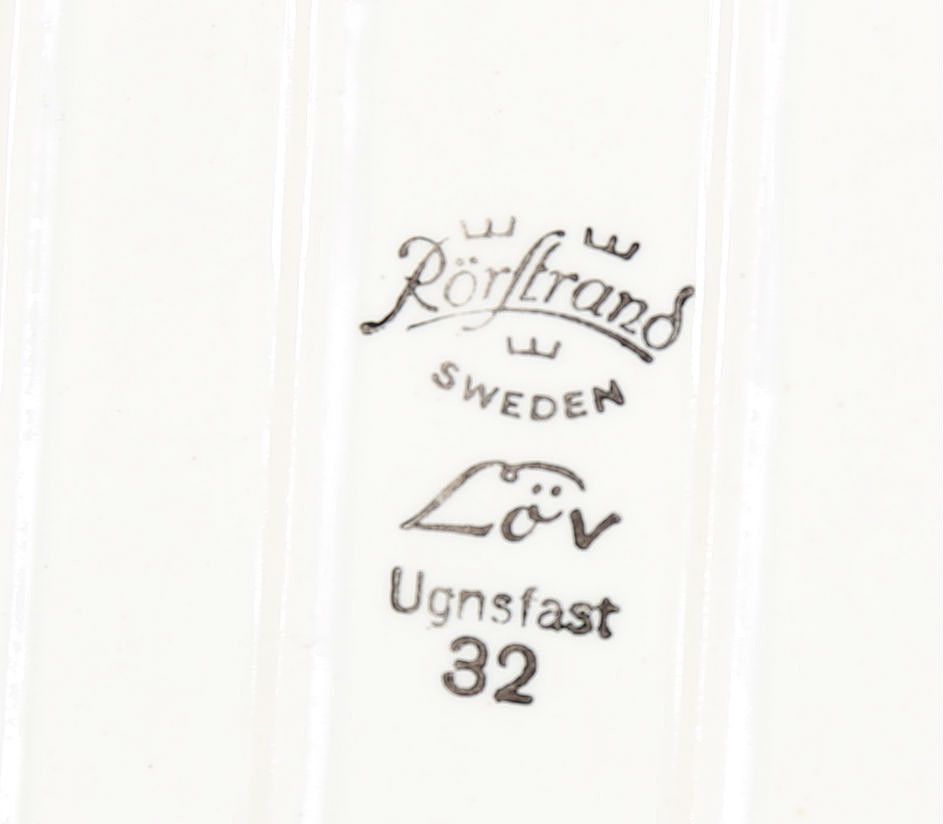 Rörstrand
SWEDEN
Löv
Ugnsfast
32